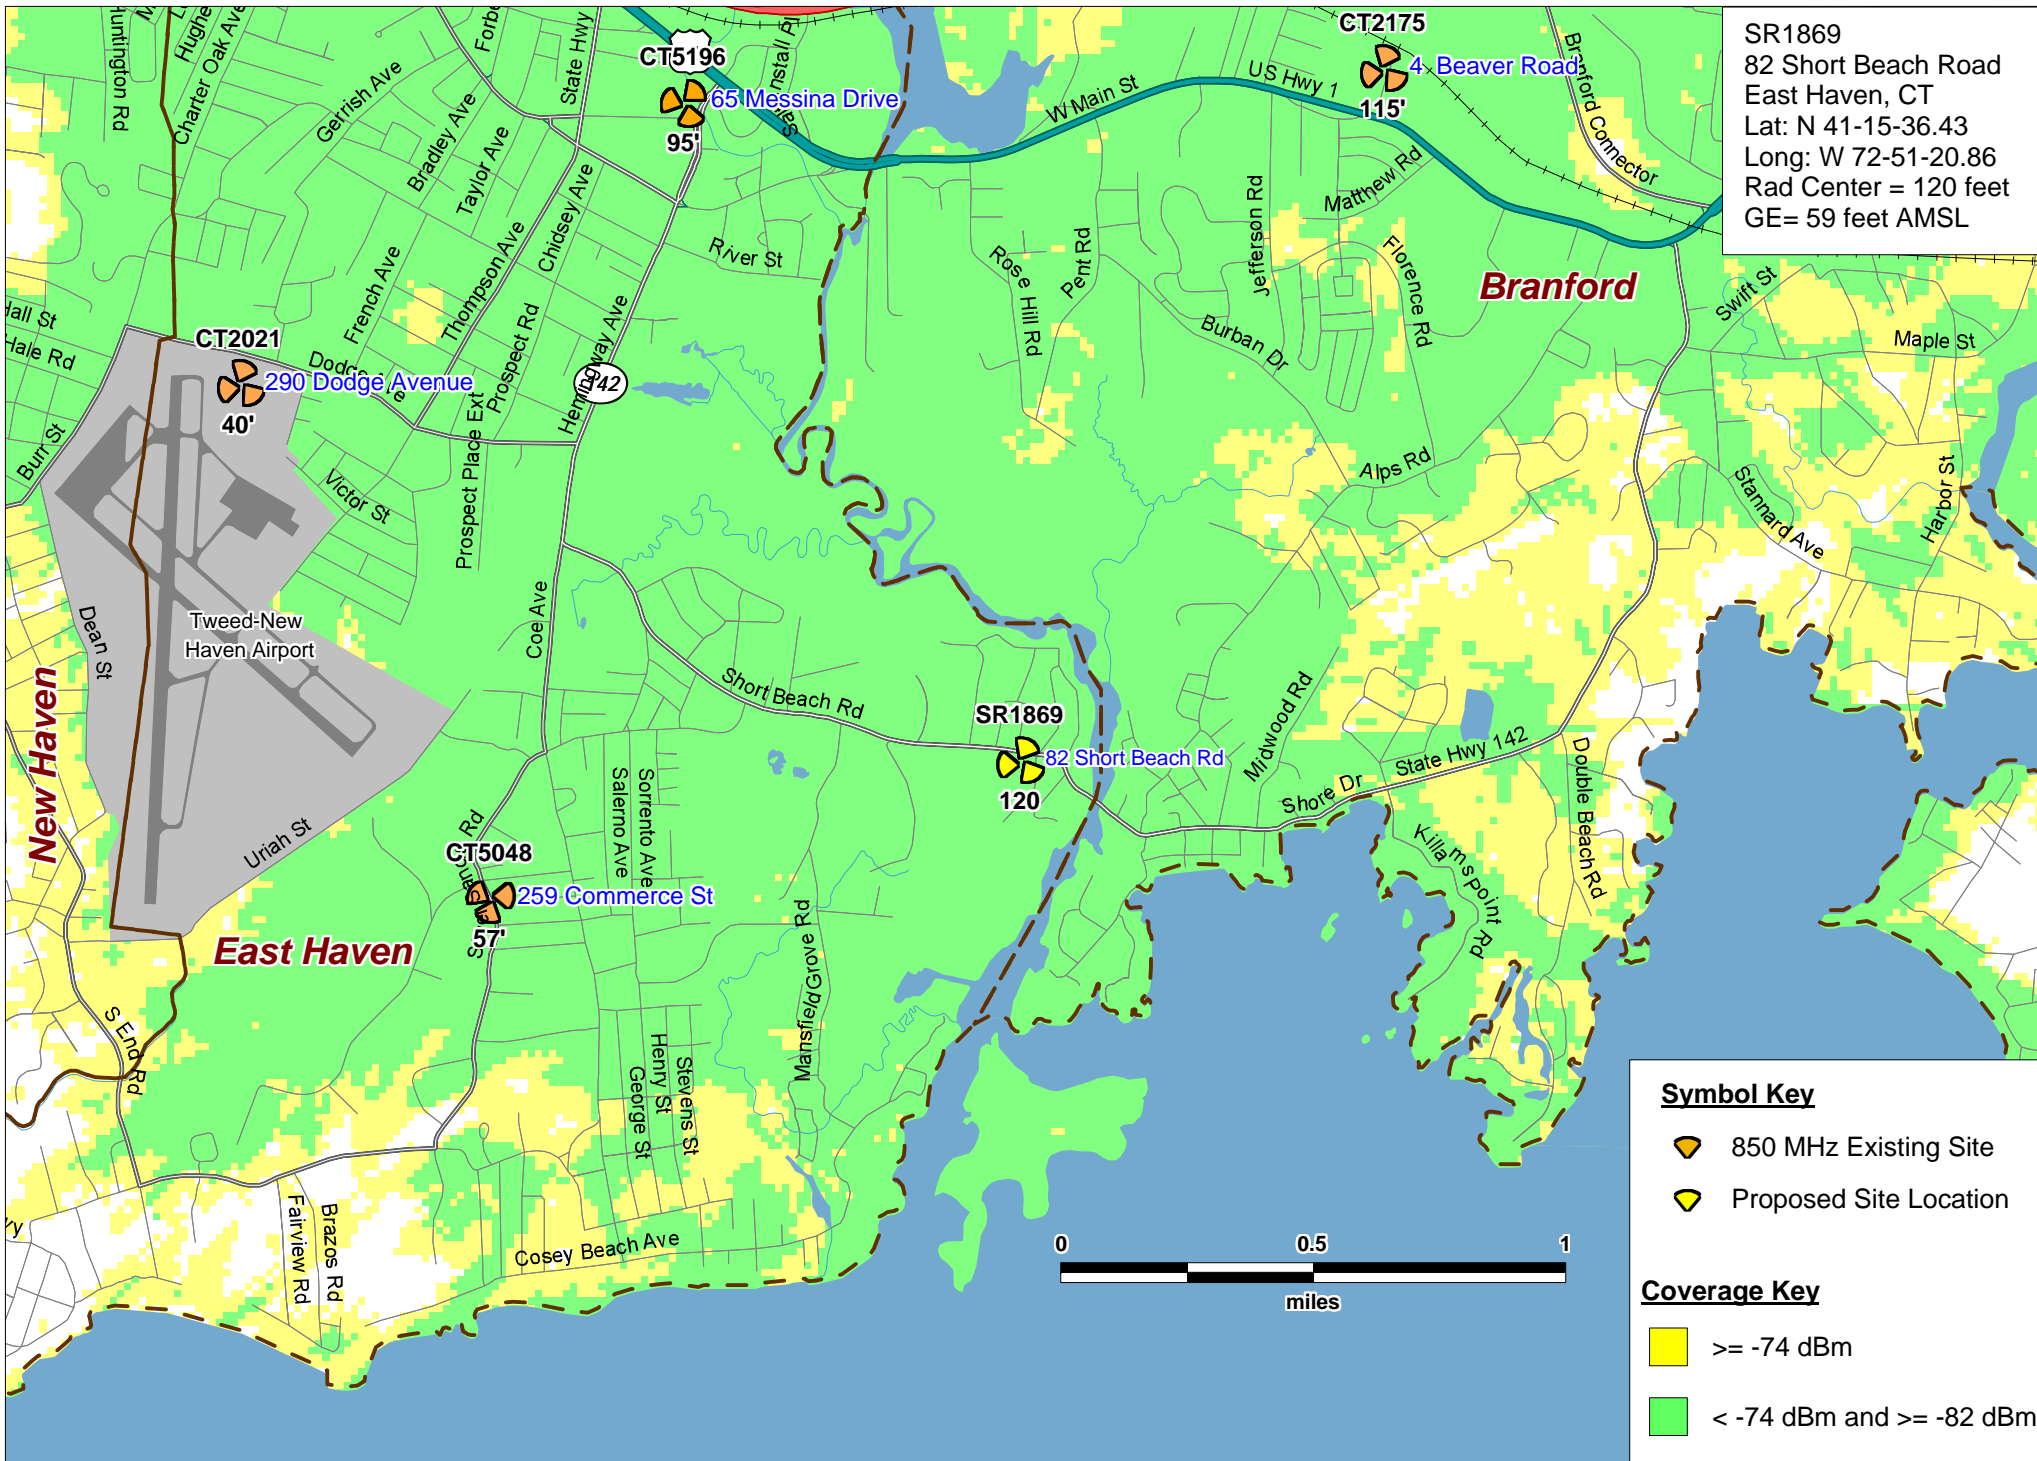 SR1869
82 Short Beach Road
East Haven, CT
Lat: N 41-15-36.43
Long: W 72-51-20.86
Rad Center = 120 feet
GE= 59 feet AMSL
CT5196
65 Messina Drive
95'
CT2175
4 Beaver Road
115'
CT2021
290 Dodge Avenue
40'
SR1869
82 Short Beach Rd
120
CT5048
259 Commerce St
57'
Branford
East Haven
New Haven
Tweed-New
Haven Airport
Huntington Rd
Charter Oak Ave
Gerrish Ave
Bradley Ave
Taylor Ave
State Hwy
Thompson Ave
Chidsey Ave
French Ave
Prospect Rd
Hemingway Ave
142
River St
W Main St
US Hwy 1
Branford Connector
Matthew Rd
Jefferson Rd
Florence Rd
Rose Hill Rd
Pent Rd
Burban Dr
Swift St
Maple St
Hale Rd
Burr St
Dodge Ave
Victor St
Prospect Place Ext
Alps Rd
Stannard Ave
Harbor St
Dean St
Coe Ave
Short Beach Rd
Midwood Rd
Shore Dr
State Hwy 142
Double Beach Rd
Killamspoint Rd
Uriah St
Salerno Ave
Sorrento Ave
Mansfield Grove Rd
S End Rd
Henry St
Stevens St
George St
Fairview Rd
Brazos Rd
Cosey Beach Ave
0 0.5 1
miles
Symbol Key
850 MHz Existing Site
Proposed Site Location
Coverage Key
>= -74 dBm
< -74 dBm and >= -82 dBm